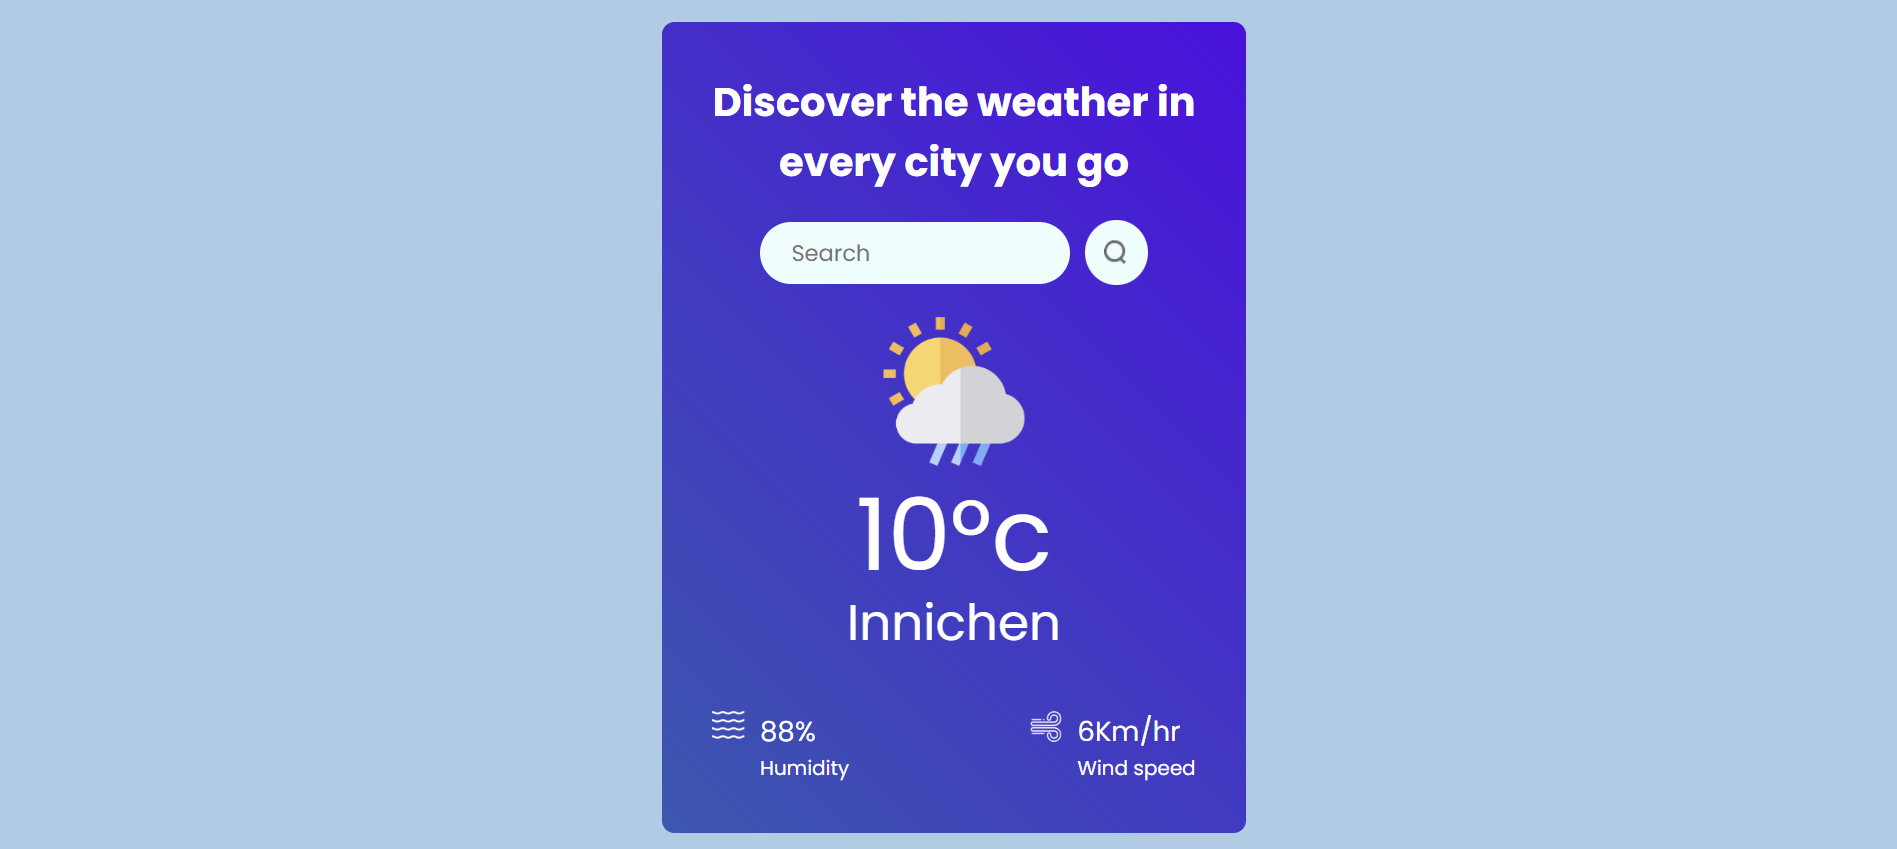 Discover the weather in
every city you go
Search
10°c
Innichen
88%
Humidity
6Km/hr
Wind speed